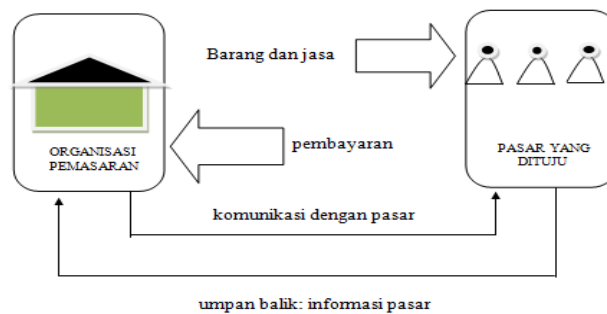 Barang dan jasa
ORGANISASI
PEMASARAN
pembayaran
PASAR YANG
DITUJU
komunikasi dengan pasar
umpan balik: informasi pasar